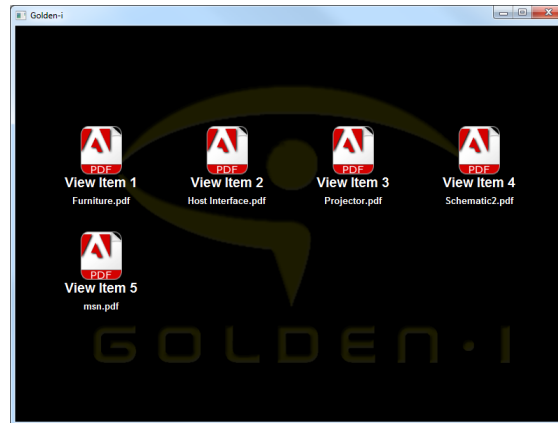 Golden-i
PDF PDF PDF PDF
View Item 1 View Item 2 View Item 3 View Item 4
Furniture.pdf Host Interface.pdf Projector.pdf Schematic2.pdf
PDF
View Item 5
msn.pdf
GOLDEN·I